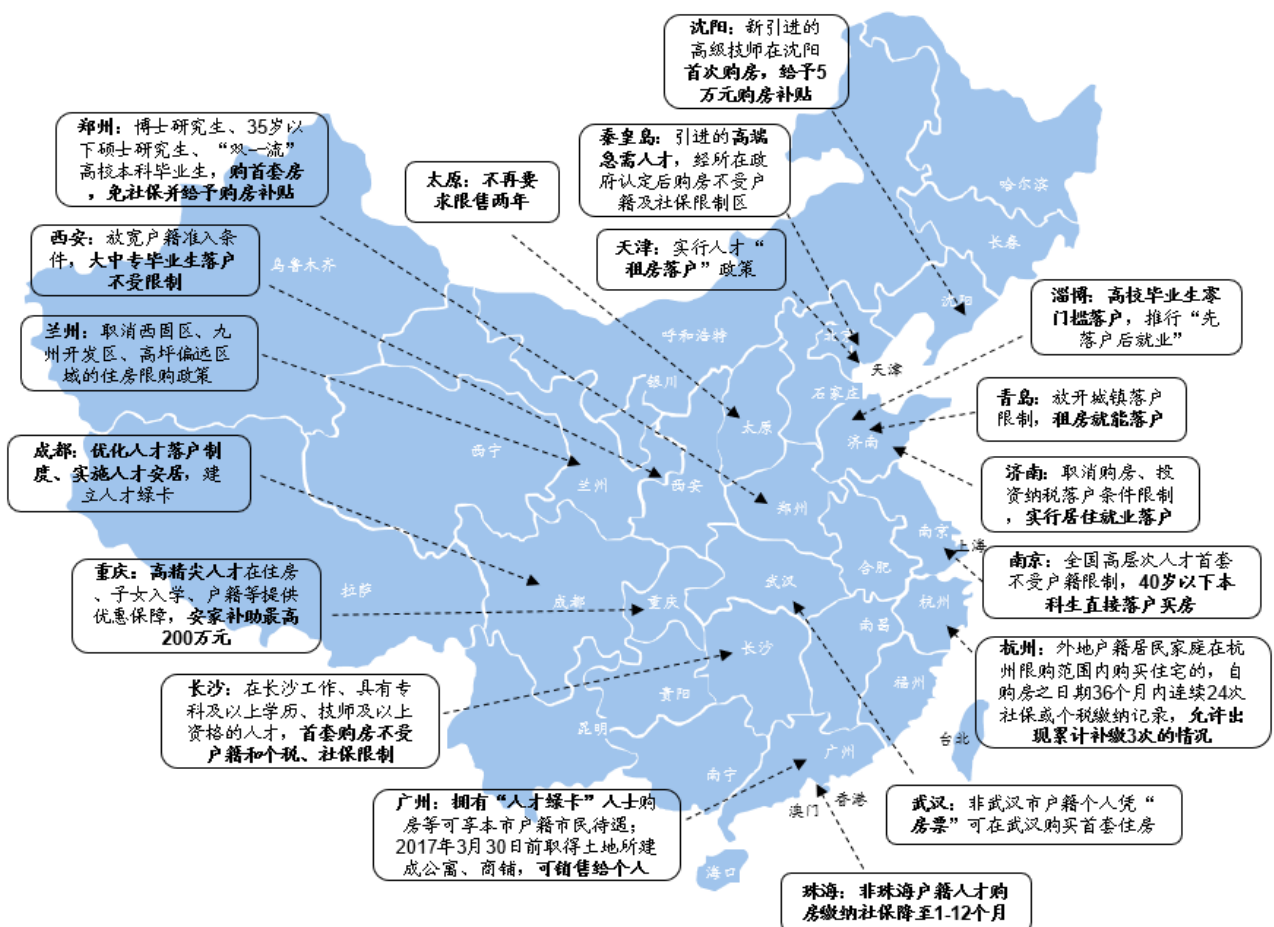 沈阳：新引进的
高级技师在沈阳
首次购房，给予5
万元购房补贴
郑州：博士研究生、35岁以
下硕士研究生、“双一流”
高校本科毕业生，购首套房
，免社保并给予购房补贴
太原：不再要
求限售两年
秦皇岛：引进的高端
急需人才，经所在政
府认定后购房不受户
籍及社保限制区
西安：放宽户籍准入条
件，大中专毕业生落户
不受限制
天津：实行人才“
租房落户”政策
兰州：取消西固区、九
州开发区、高坪偏远区
域的住房限购政策
淄博：高校毕业生零
门槛落户，推行“先
落户后就业”
青岛：放开城镇落户
限制，租房就能落户
成都：优化人才落户制
度、实施人才安居，建
立人才绿卡
济南：取消购房、投
资纳税落户条件限制
，实行居住就业落户
重庆：高精尖人才在住房
、子女入学、户籍等提供
优惠保障，安家补助最高
200万元
南京：全国高层次人才首套
不受户籍限制，40岁以下本
科生直接落户买房
长沙：在长沙工作、具有专
科及以上学历、技师及以上
资格的人才，首套购房不受
户籍和个税、社保限制
杭州：外地户籍居民家庭在杭
州限购范围内购买住宅的，自
购房之日期36个月内连续24次
社保或个税缴纳记录，允许出
现累计补缴3次的情况
广州：拥有“人才绿卡”人士购
房等可享本市户籍市民待遇；
2017年3月30日前取得土地所建
成公寓、商铺，可销售给个人
武汉：非武汉市户籍个人凭“
房票”可在武汉购买首套住房
珠海：非珠海户籍人才购
房缴纳社保降至1-12个月
哈尔滨
长春
沈阳
乌鲁木齐
呼和浩特
北京
天津
石家庄
银川
太原
济南
西宁
兰州
西安
郑州
南京
上海
合肥
武汉
杭州
拉萨
成都
重庆
南昌
长沙
贵阳
福州
昆明
台北
南宁
广州
香港
澳门
海口